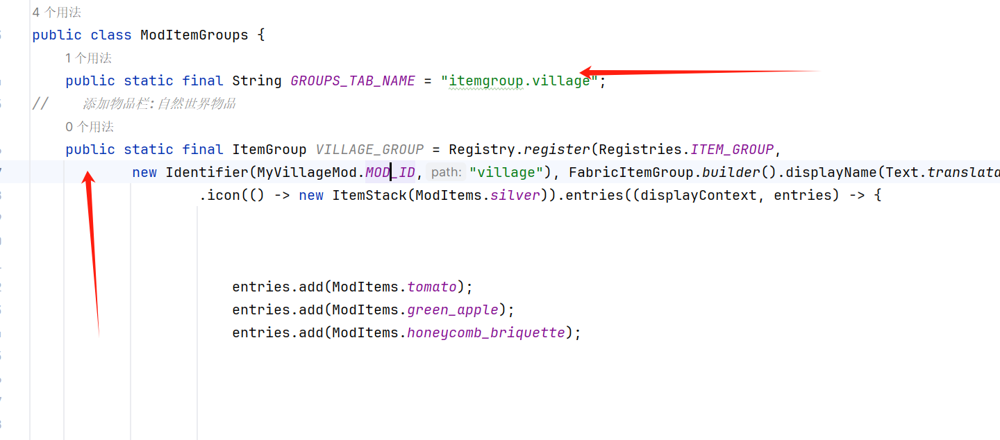 4 个用法
public class ModItemGroups {
1 个用法
public static final String GROUPS_TAB_NAME = "itemgroup.village";
// 添加物品栏:自然世界物品
0 个用法
public static final ItemGroup VILLAGE_GROUP = Registry.register(Registries.ITEM_GROUP,
new Identifier(MyVillageMod.MOD_ID, path: "village"), FabricItemGroup.builder().displayName(Text.translata
.icon(() -> new ItemStack(ModItems.silver)).entries((displayContext, entries) -> {
entries.add(ModItems.tomato);
entries.add(ModItems.green_apple);
entries.add(ModItems.honeycomb_briquette);